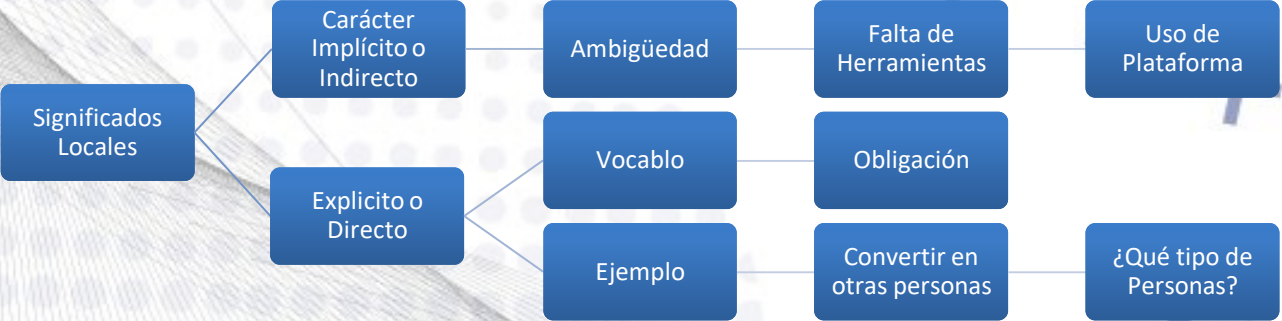 Carácter
Implícito o
Indirecto
Ambigüedad
Falta de
Herramientas
Uso de
Plataforma
Significados
Locales
Vocablo
Obligación
Explicito o
Directo
Ejemplo
Convertir en
otras personas
¿Qué tipo de
Personas?